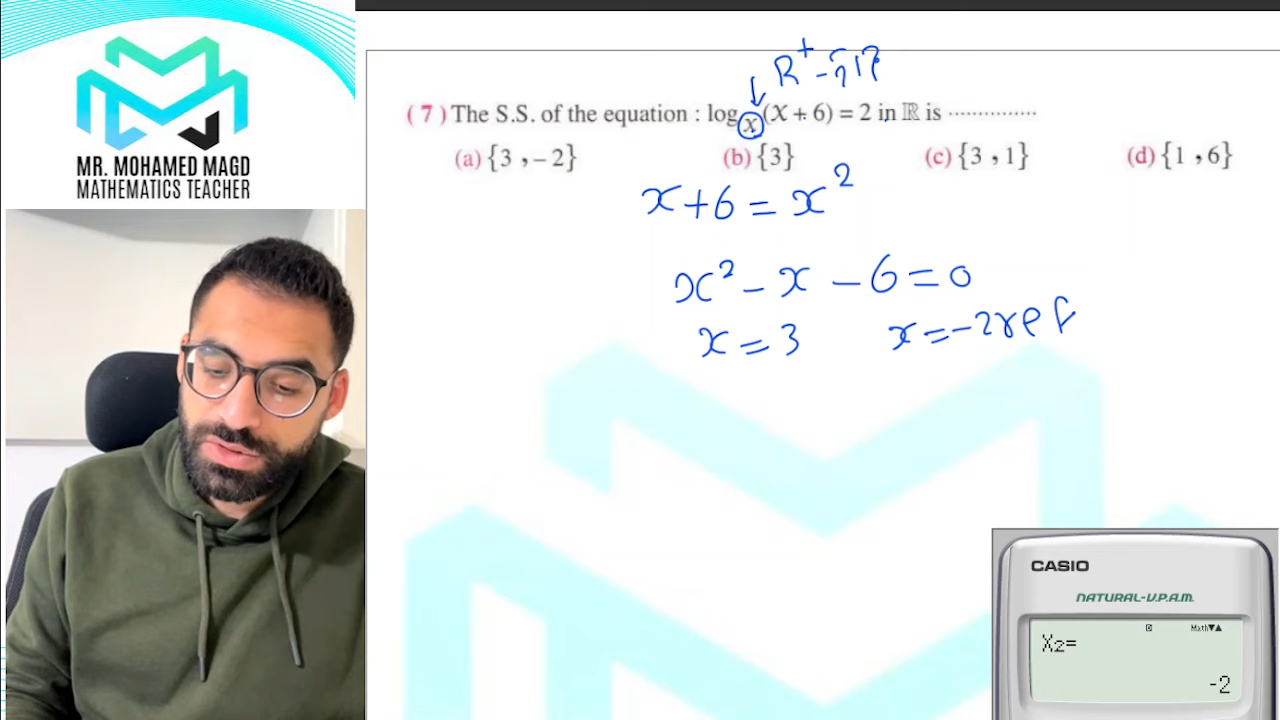 MR. MOHAMED MAGD
MATHEMATICS TEACHER
R⁺ - {1}
( 7 ) The S.S. of the equation : log x (X + 6) = 2 in ℝ is ...............
(a) {3 , – 2} (b) {3} (c) {3 , 1} (d) {1 , 6}
x+6 = x²
x² - x - 6 = 0
x = 3 x = -2 ref
CASIO
NATURAL-V.P.A.M.
Math▼▲
X₂=
-2